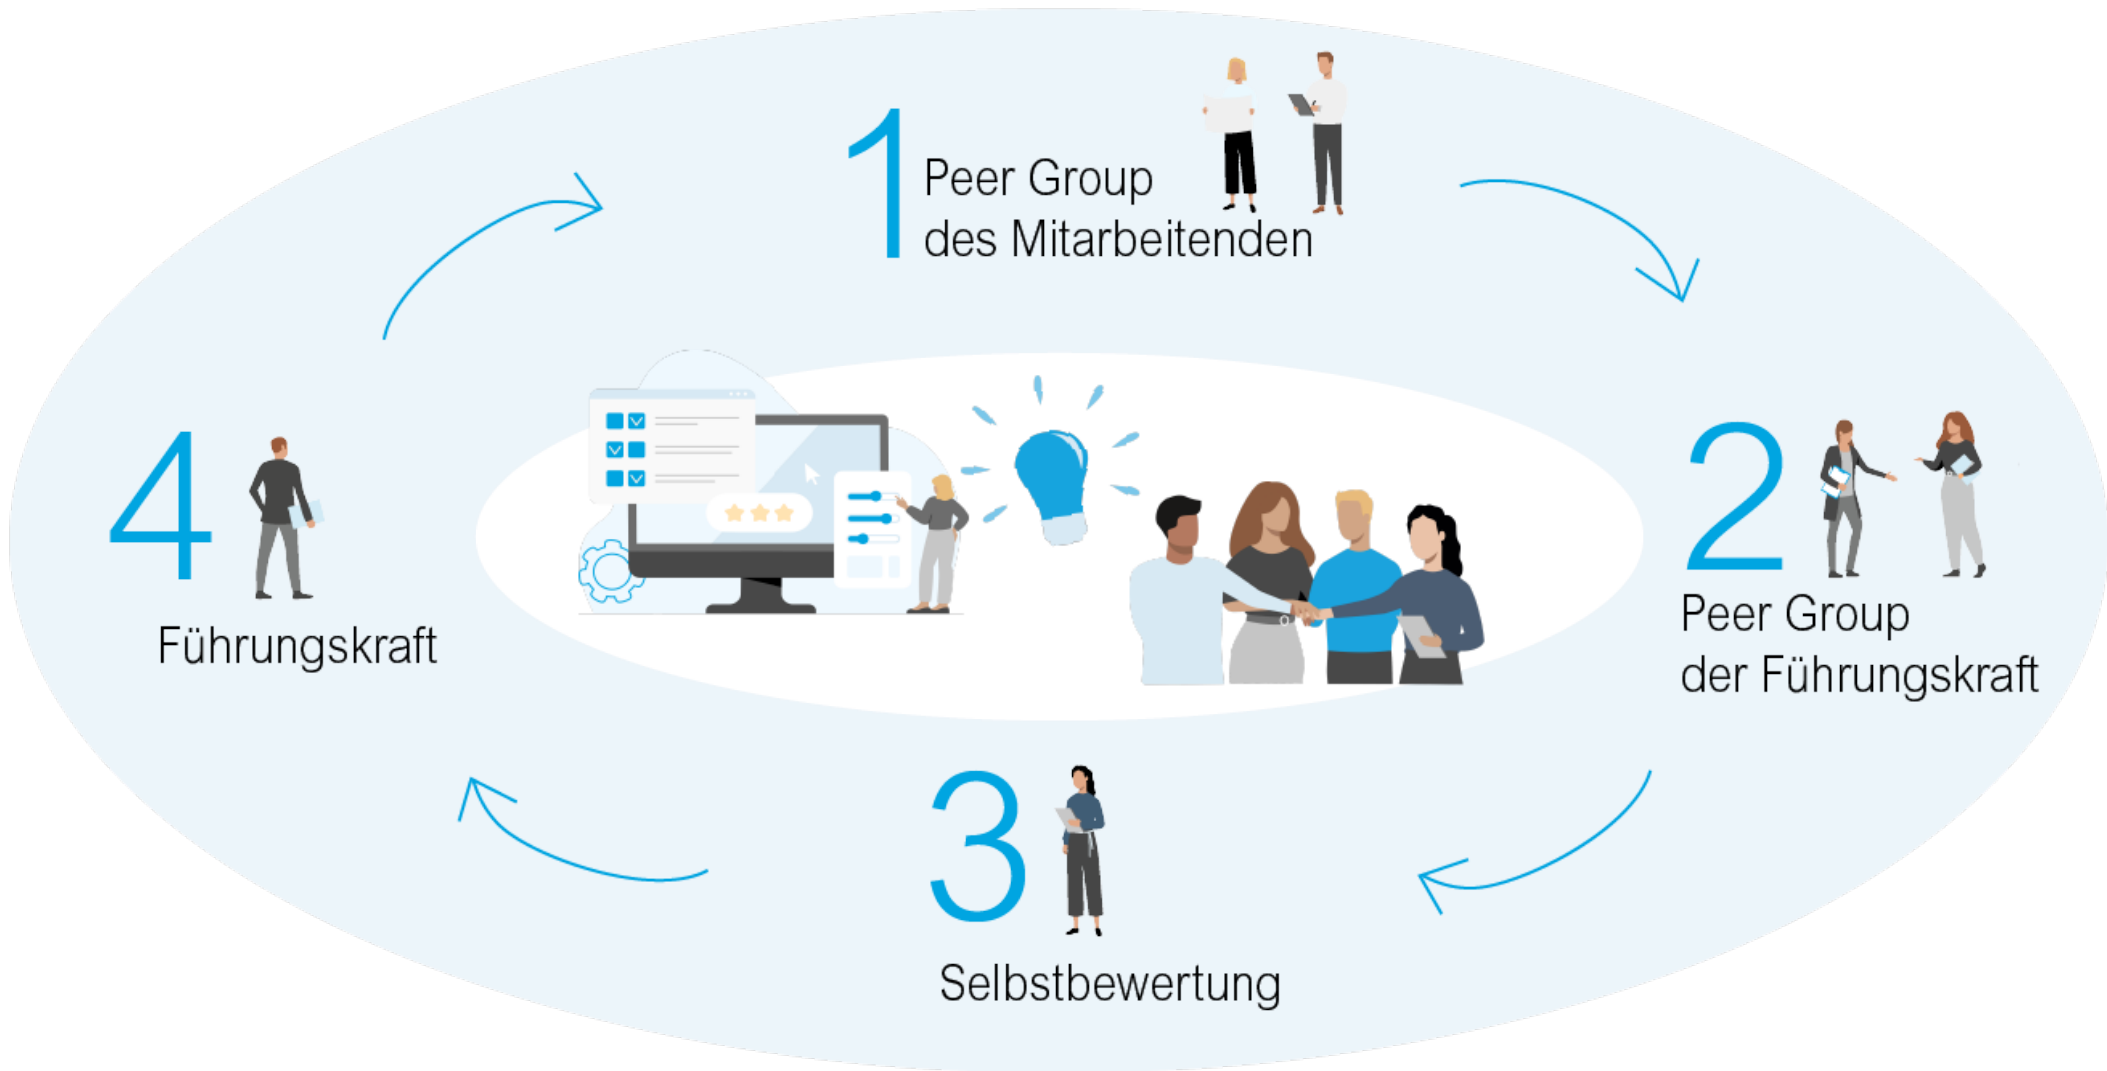 1
Peer Group
des Mitarbeitenden
2
Peer Group
der Führungskraft
3
Selbstbewertung
4
Führungskraft